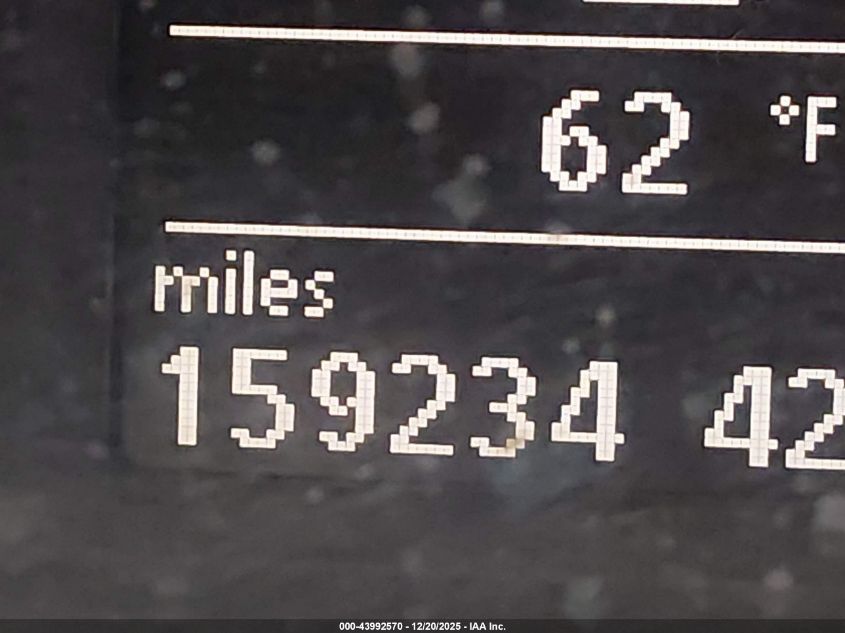 62 °F
miles
159234 42
000-43992570 - 12/20/2025 - IAA Inc.